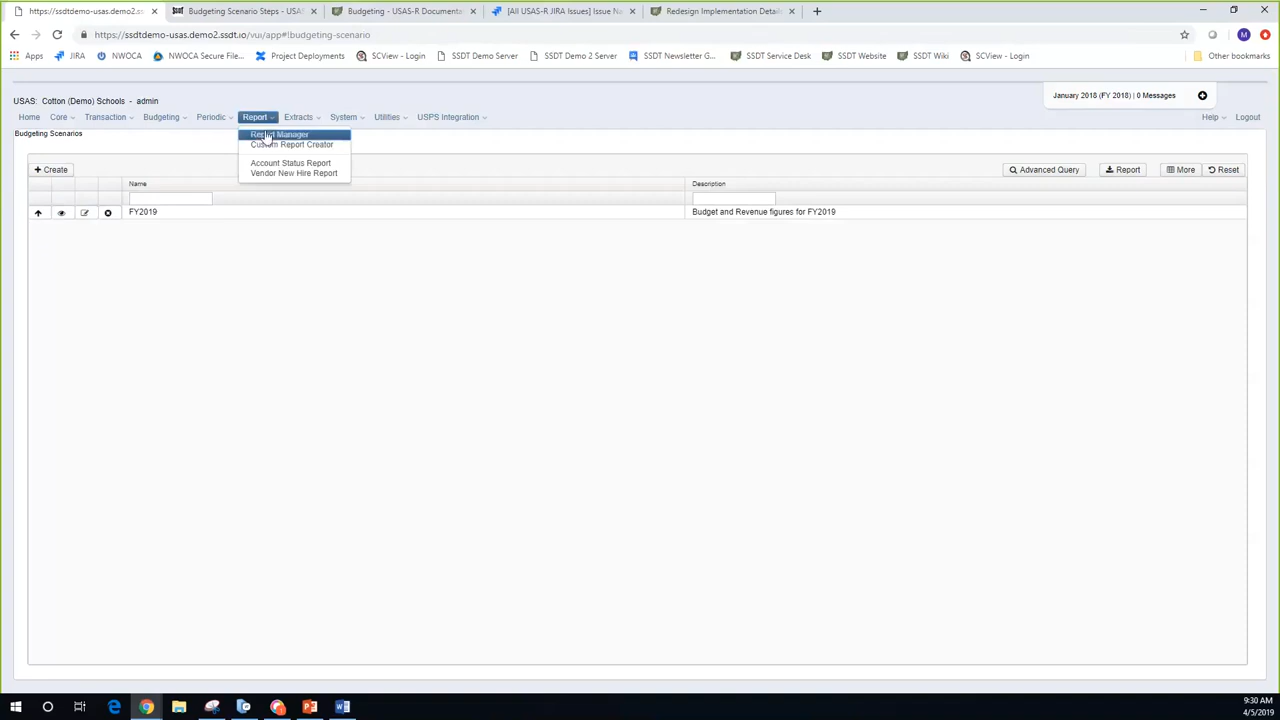 https://ssdtdemo-usas.demo2.ssdt.io/vui/ap
Budgeting Scenario Steps - USAS
Budgeting - USAS-R Documenta
[All USAS-R JIRA Issues] Issue Na
Redesign Implementation Detail
https://ssdtdemo-usas.demo2.ssdt.io/vui/app#!budgeting-scenario
M
Apps JIRA NWOCA NWOCA Secure File... Project Deployments SCView - Login SSDT Demo Server SSDT Demo 2 Server SSDT Newsletter G... SSDT Service Desk SSDT Website SSDT Wiki SCView - Login Other bookmarks
January 2018 (FY 2018) | 0 Messages
USAS: Cotton (Demo) Schools - admin
Home Core Transaction Budgeting Periodic Report Extracts System Utilities USPS Integration Help Logout
Budgeting Scenarios
Report Manager
Custom Report Creator
Account Status Report
Vendor New Hire Report
Create Advanced Query Report More Reset
Name Description
FY2019 Budget and Revenue figures for FY2019
9:30 AM
4/5/2019